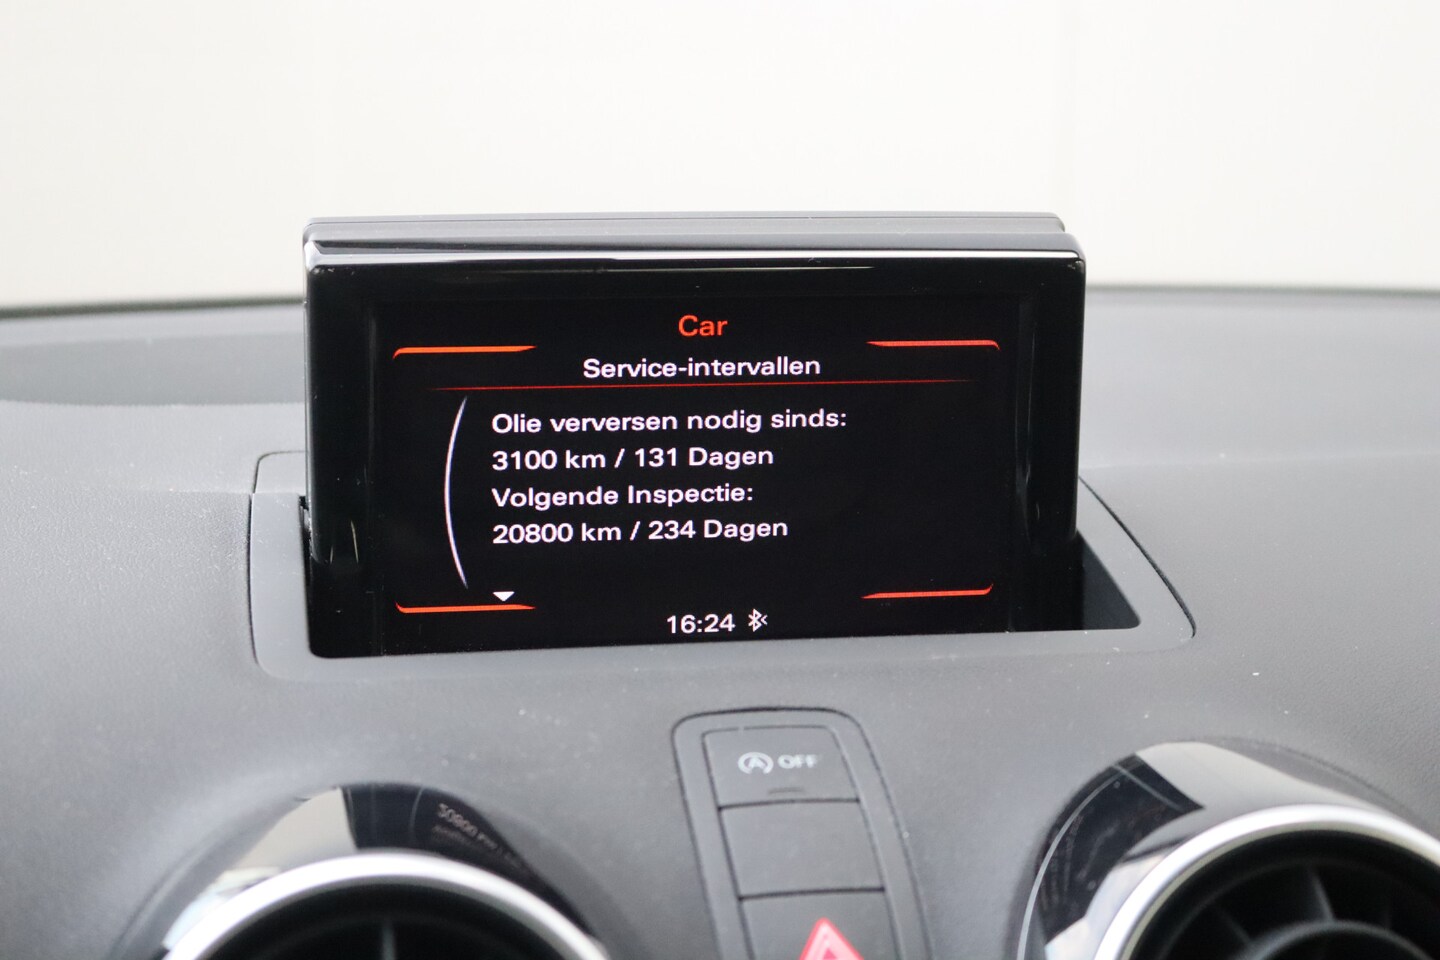 Car
Service-intervallen
Olie verversen nodig sinds:
3100 km / 131 Dagen
Volgende Inspectie:
20800 km / 234 Dagen
16:24
A OFF